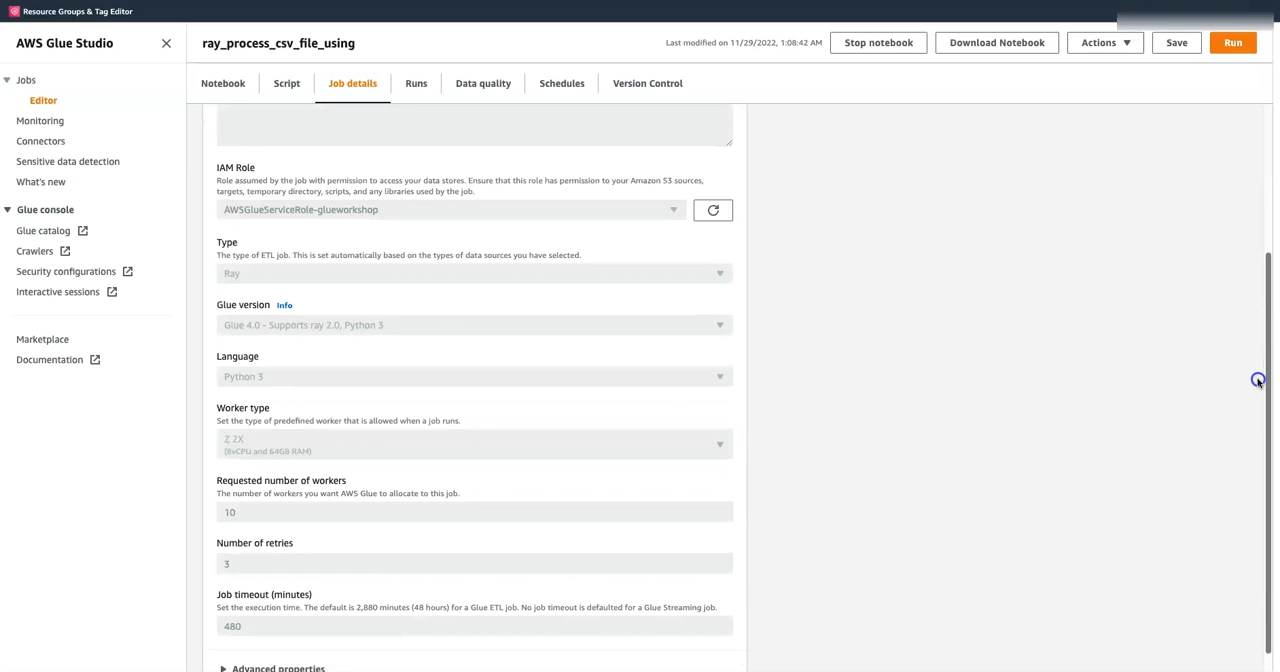 Resource Groups & Tag Editor
AWS Glue Studio
Jobs
Editor
Monitoring
Connectors
Sensitive data detection
What's new
Glue console
Glue catalog
Crawlers
Security configurations
Interactive sessions
Marketplace
Documentation
ray_process_csv_file_using
Last modified on 11/29/2022, 1:08:42 AM
Stop notebook
Download Notebook
Actions
Save
Run
Notebook
Script
Job details
Runs
Data quality
Schedules
Version Control
IAM Role
Role assumed by the job with permission to access your data stores. Ensure that this role has permission to your Amazon S3 sources,
targets, temporary directory, scripts, and any libraries used by the job.
AWSGlueServiceRole-glueworkshop
Type
The type of ETL job. This is set automatically based on the types of data sources you have selected.
Ray
Glue version Info
Glue 4.0 - Supports ray 2.0, Python 3
Language
Python 3
Worker type
Set the type of predefined worker that is allowed when a job runs.
Z 2X
(8vCPU and 64GB RAM)
Requested number of workers
The number of workers you want AWS Glue to allocate to this job.
10
Number of retries
3
Job timeout (minutes)
Set the execution time. The default is 2,880 minutes (48 hours) for a Glue ETL job. No job timeout is defaulted for a Glue Streaming job.
480
Advanced properties